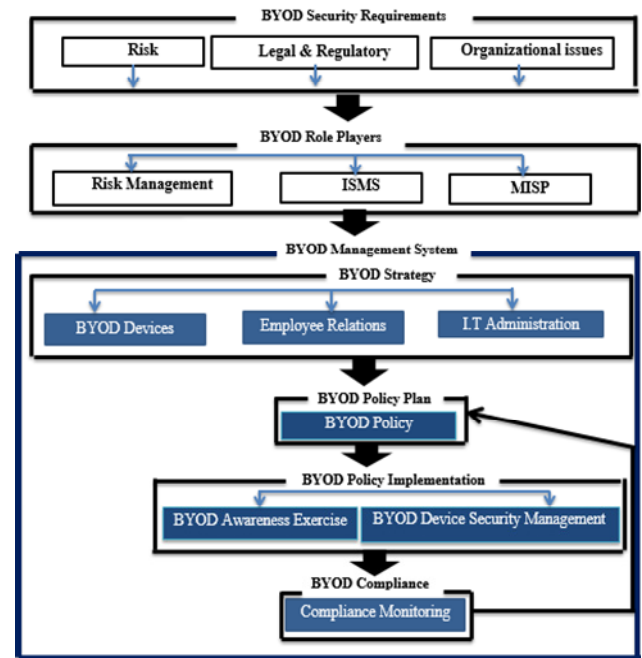 BYOD Security Requirements
Risk
Legal & Regulatory
Organizational issues
BYOD Role Players
Risk Management
ISMS
MISP
BYOD Management System
BYOD Strategy
BYOD Devices
Employee Relations
I.T Administration
BYOD Policy Plan
BYOD Policy
BYOD Policy Implementation
BYOD Awareness Exercise
BYOD Device Security Management
BYOD Compliance
Compliance Monitoring